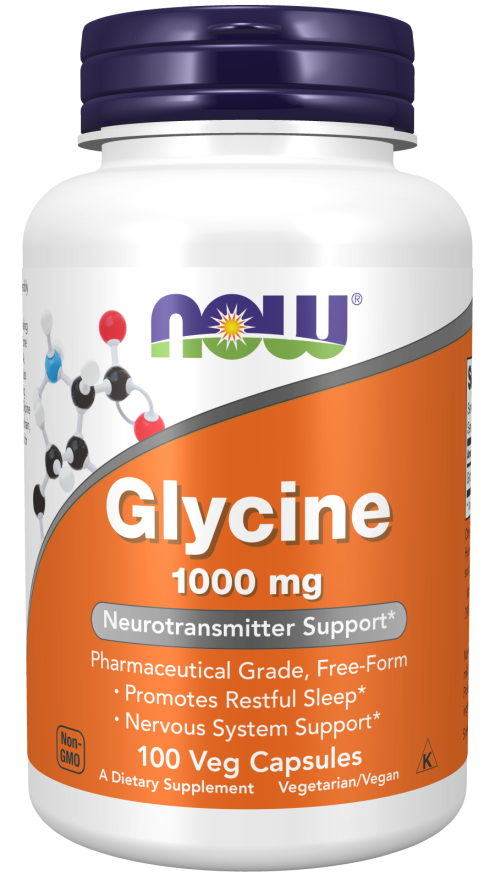 now®
Glycine
1000 mg
Neurotransmitter Support*
Pharmaceutical Grade, Free-Form
• Promotes Restful Sleep*
• Nervous System Support*
100 Veg Capsules
Non-
GMO
A Dietary Supplement Vegetarian/Vegan
K